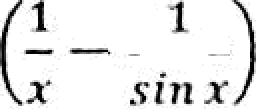 (1/x - 1/sin x)